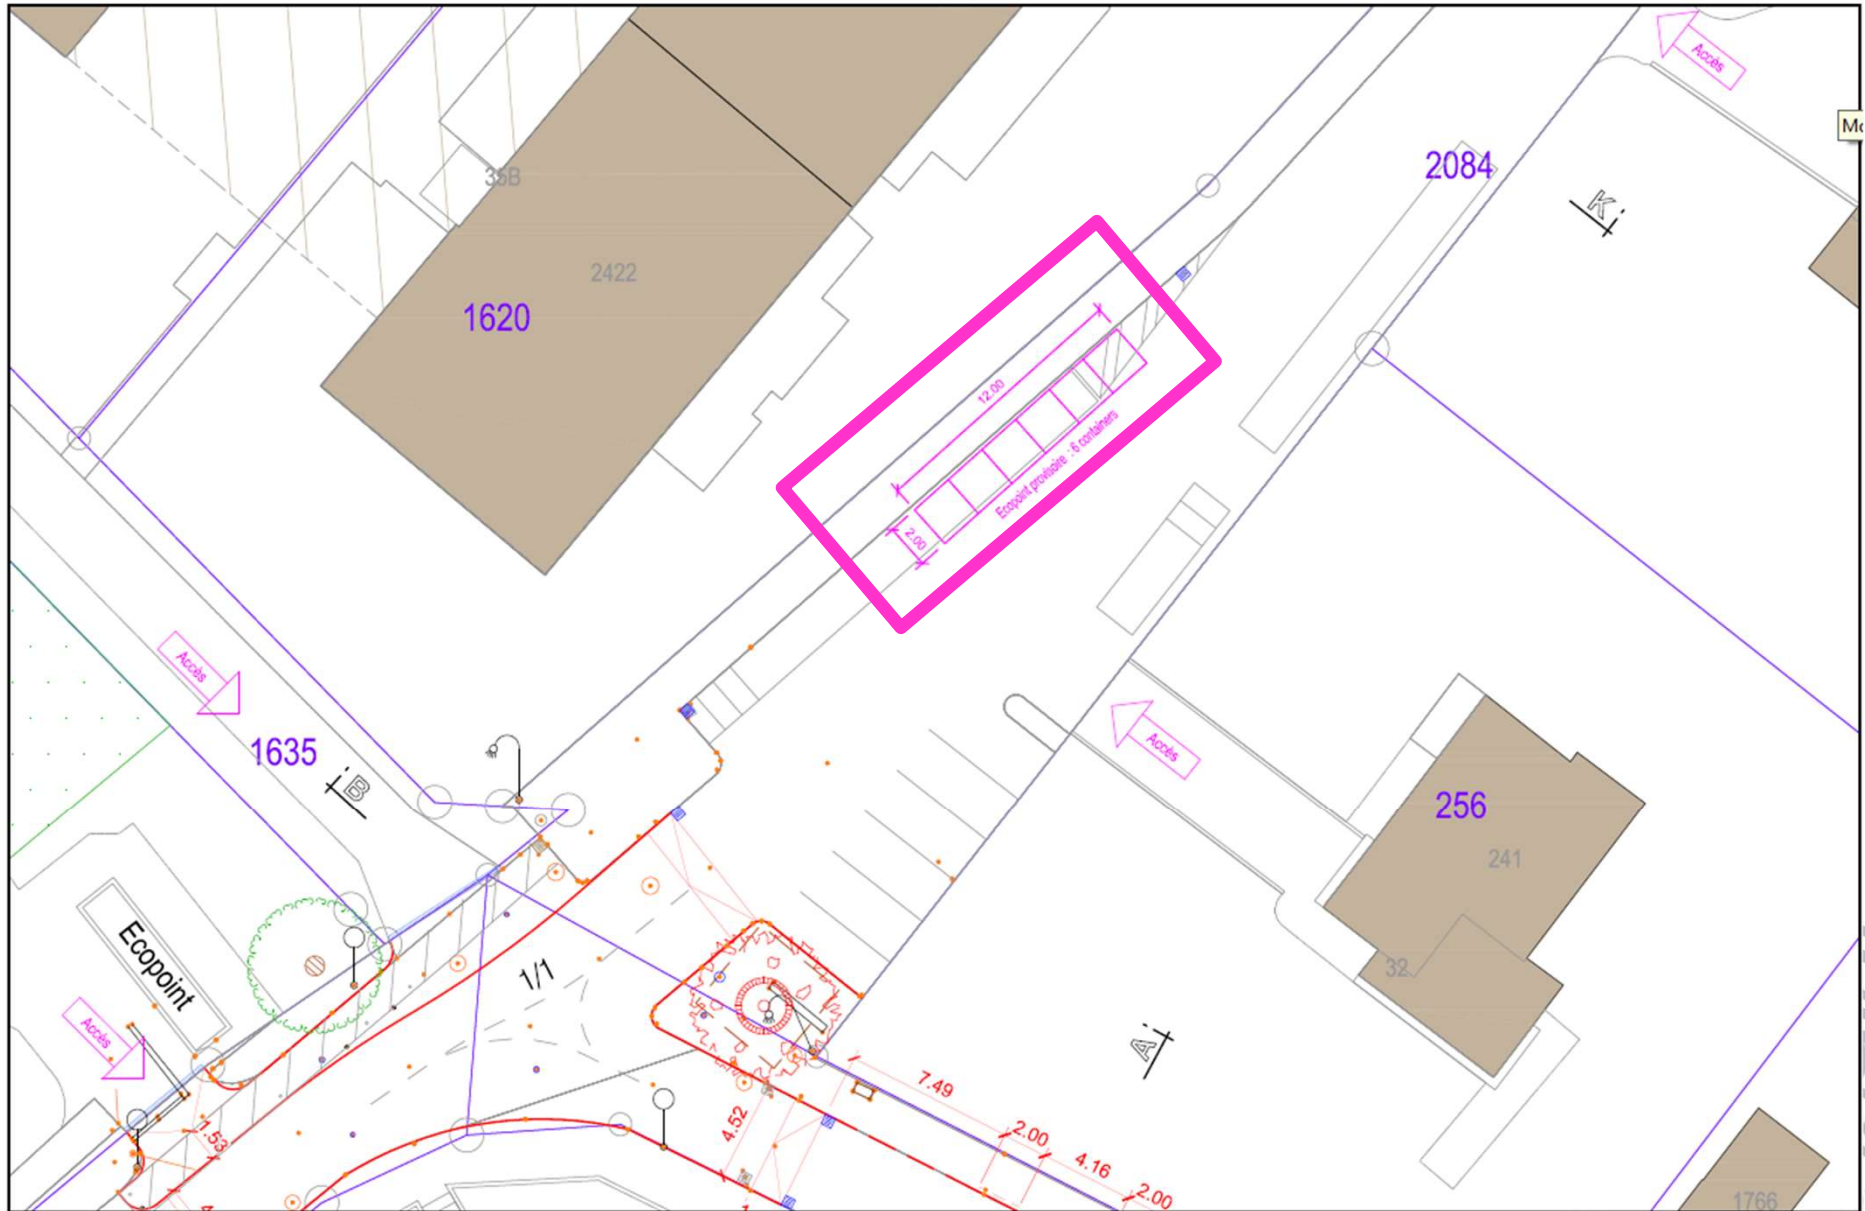 Accès
Mo
2084
K
35B
2422
1620
12.00
Ecopoint provisoire : 6 containers
2.00
Accès
1635
B
Accès
256
241
32
Ecopoint
1/1
Accès
A
7.49
4.52
2.00
4.16
2.00
1.53
1766